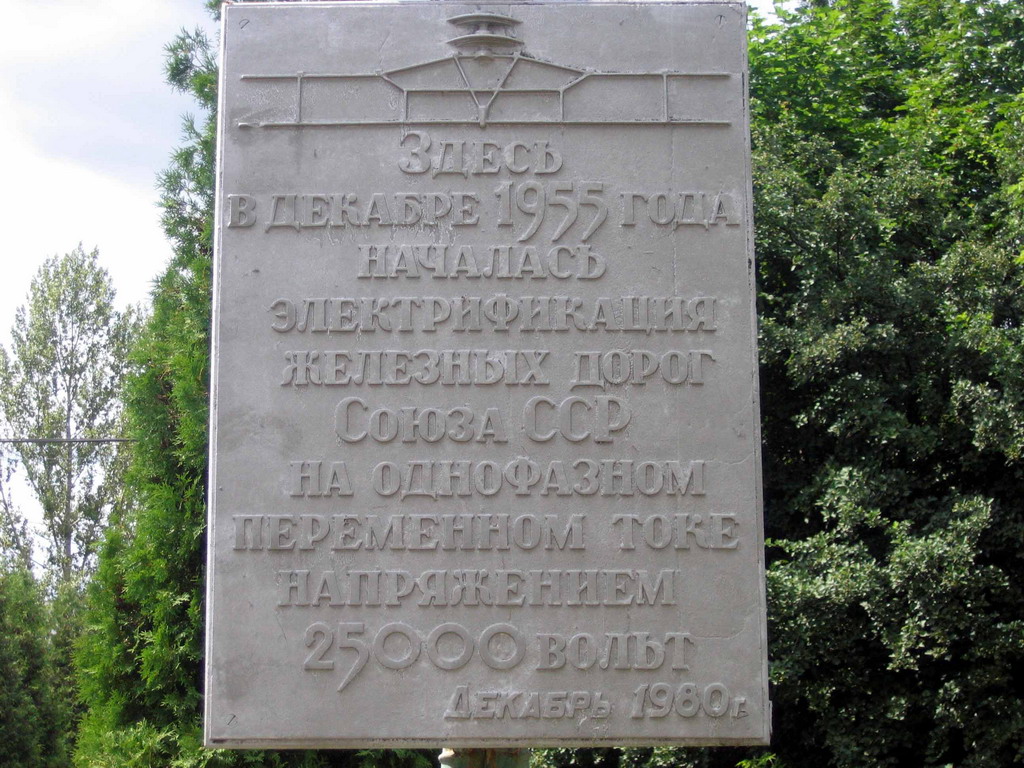 Здесь
в декабре 1955 года
началась
электрификация
железных дорог
Союза ССР
на однофазном
переменном токе
напряжением
25000 вольт
Декабрь 1980 г.